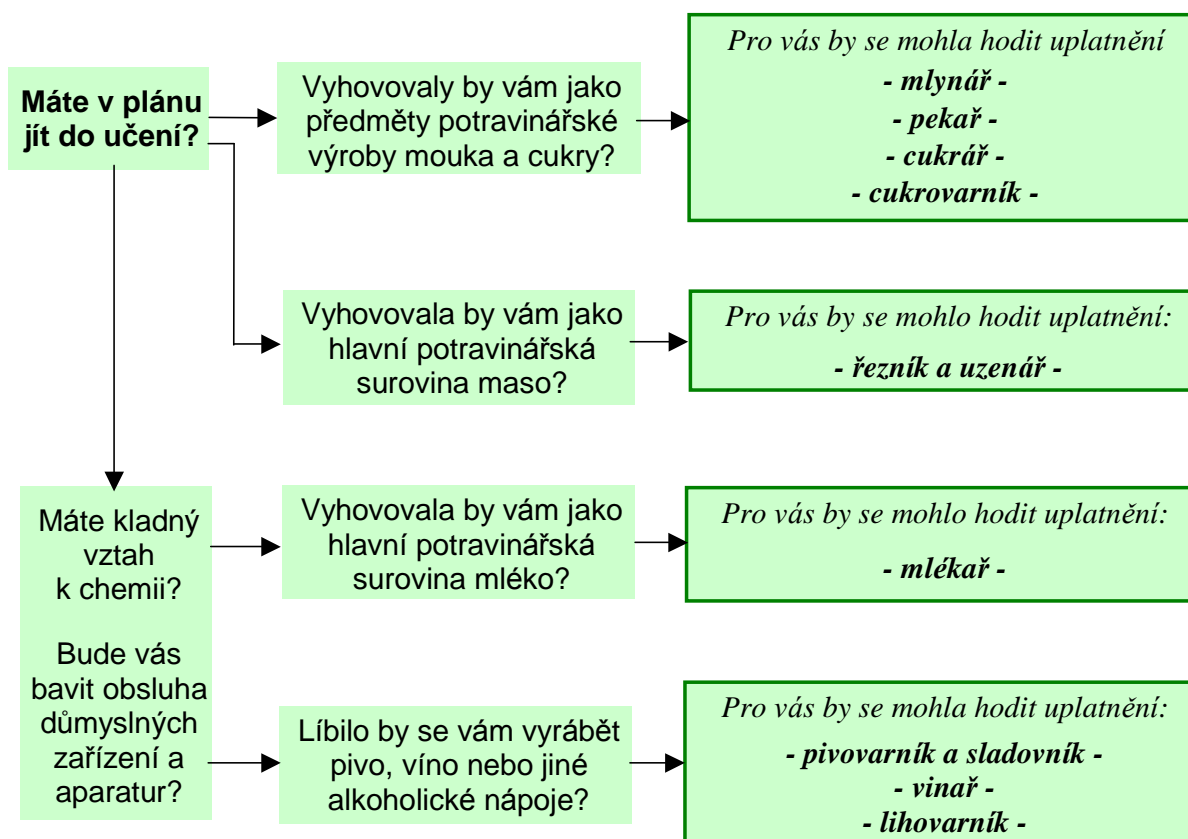 Máte v plánu
jít do učení?
Vyhovovaly by vám jako
předměty potravinářské
výroby mouka a cukry?
Pro vás by se mohla hodit uplatnění
- mlynář -
- pekař -
- cukrář -
- cukrovarník -
Vyhovovala by vám jako
hlavní potravinářská
surovina maso?
Pro vás by se mohlo hodit uplatnění:
- řezník a uzenář -
Máte kladný
vztah
k chemii?
Bude vás
bavit obsluha
důmyslných
zařízení a
aparatur?
Vyhovovala by vám jako
hlavní potravinářská
surovina mléko?
Pro vás by se mohlo hodit uplatnění:
- mlékař -
Líbilo by se vám vyrábět
pivo, víno nebo jiné
alkoholické nápoje?
Pro vás by se mohla hodit uplatnění:
- pivovarník a sladovník -
- vinař -
- lihovarník -